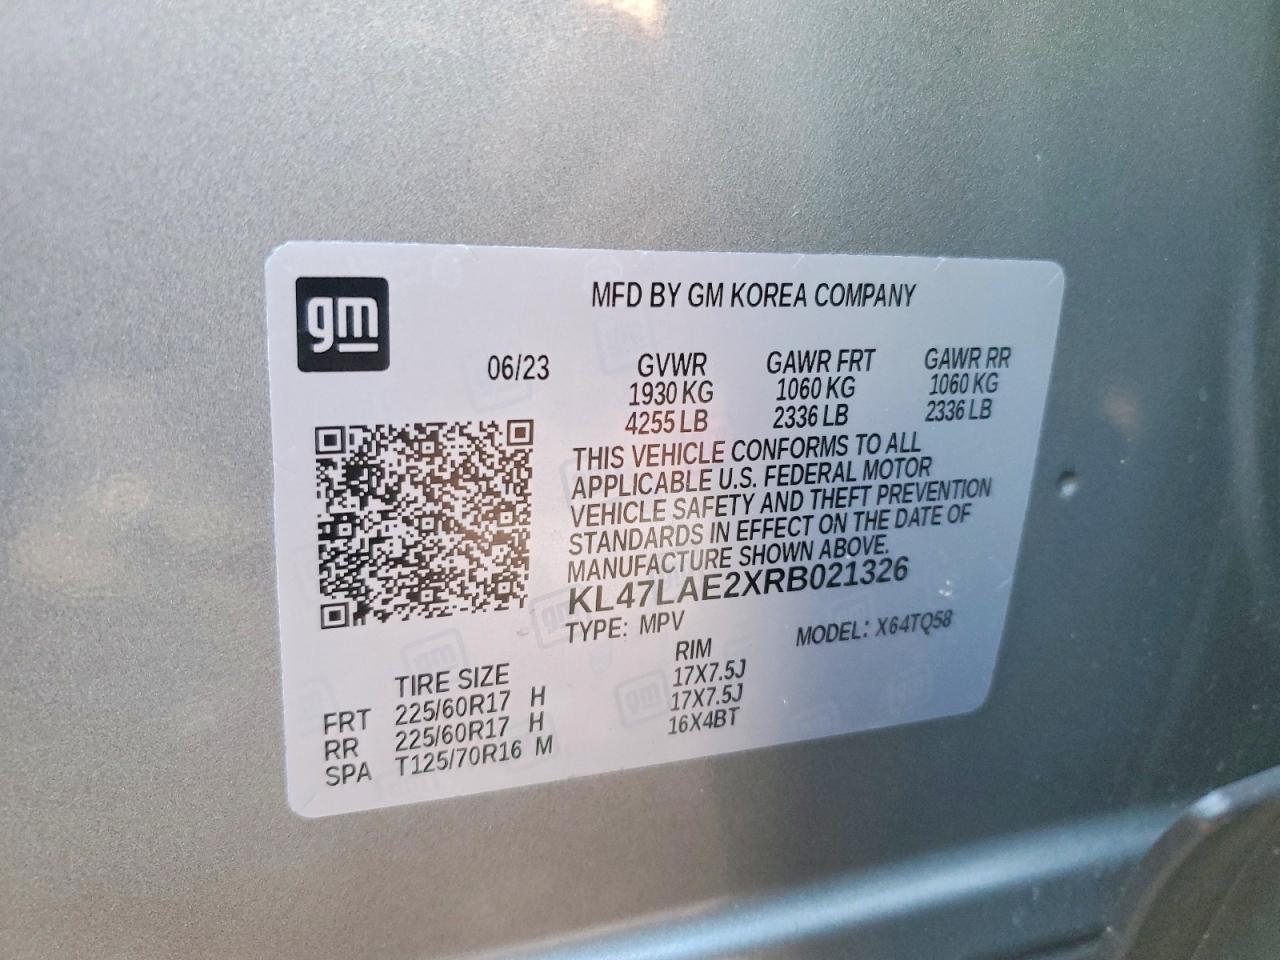 gm
MFD BY GM KOREA COMPANY
06/23 GVWR GAWR FRT GAWR RR
1930 KG 1060 KG 1060 KG
4255 LB 2336 LB 2336 LB
THIS VEHICLE CONFORMS TO ALL
APPLICABLE U.S. FEDERAL MOTOR
VEHICLE SAFETY AND THEFT PREVENTION
STANDARDS IN EFFECT ON THE DATE OF
MANUFACTURE SHOWN ABOVE.
KL47LAE2XRB021326
TYPE: MPV MODEL: X64TQ58
TIRE SIZE RIM
FRT 225/60R17 H 17X7.5J
RR 225/60R17 H 17X7.5J
SPA T125/70R16 M 16X4BT